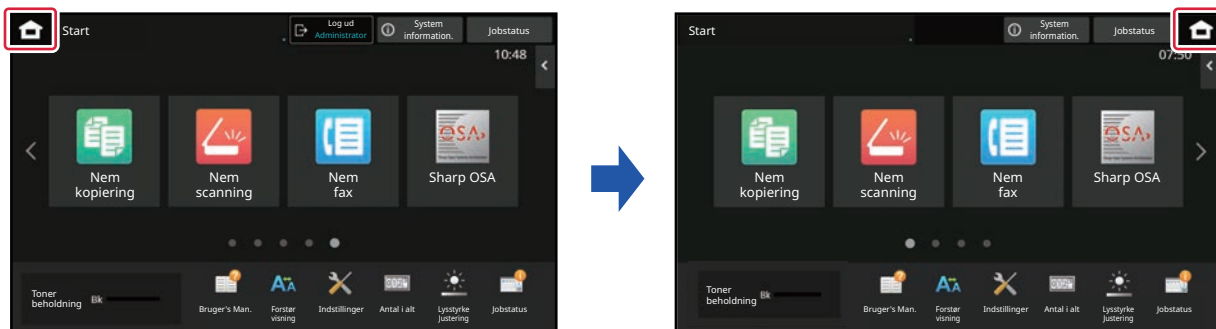 Start
Log ud
Administrator
System
information.
Jobstatus
10:48
Nem
kopiering
Nem
scanning
Nem
fax
OSA
Sharp OSA
Toner
beholdning
Bk
Bruger's Man.
Forstør
visning
Indstillinger
Antal i alt
Lysstyrke
Justering
Jobstatus
Start
System
information.
Jobstatus
07:50
Nem
kopiering
Nem
scanning
Nem
fax
OSA
Sharp OSA
Toner
beholdning
Bk
Bruger's Man.
Forstør
visning
Indstillinger
Antal i alt
Lysstyrke
Justering
Jobstatus